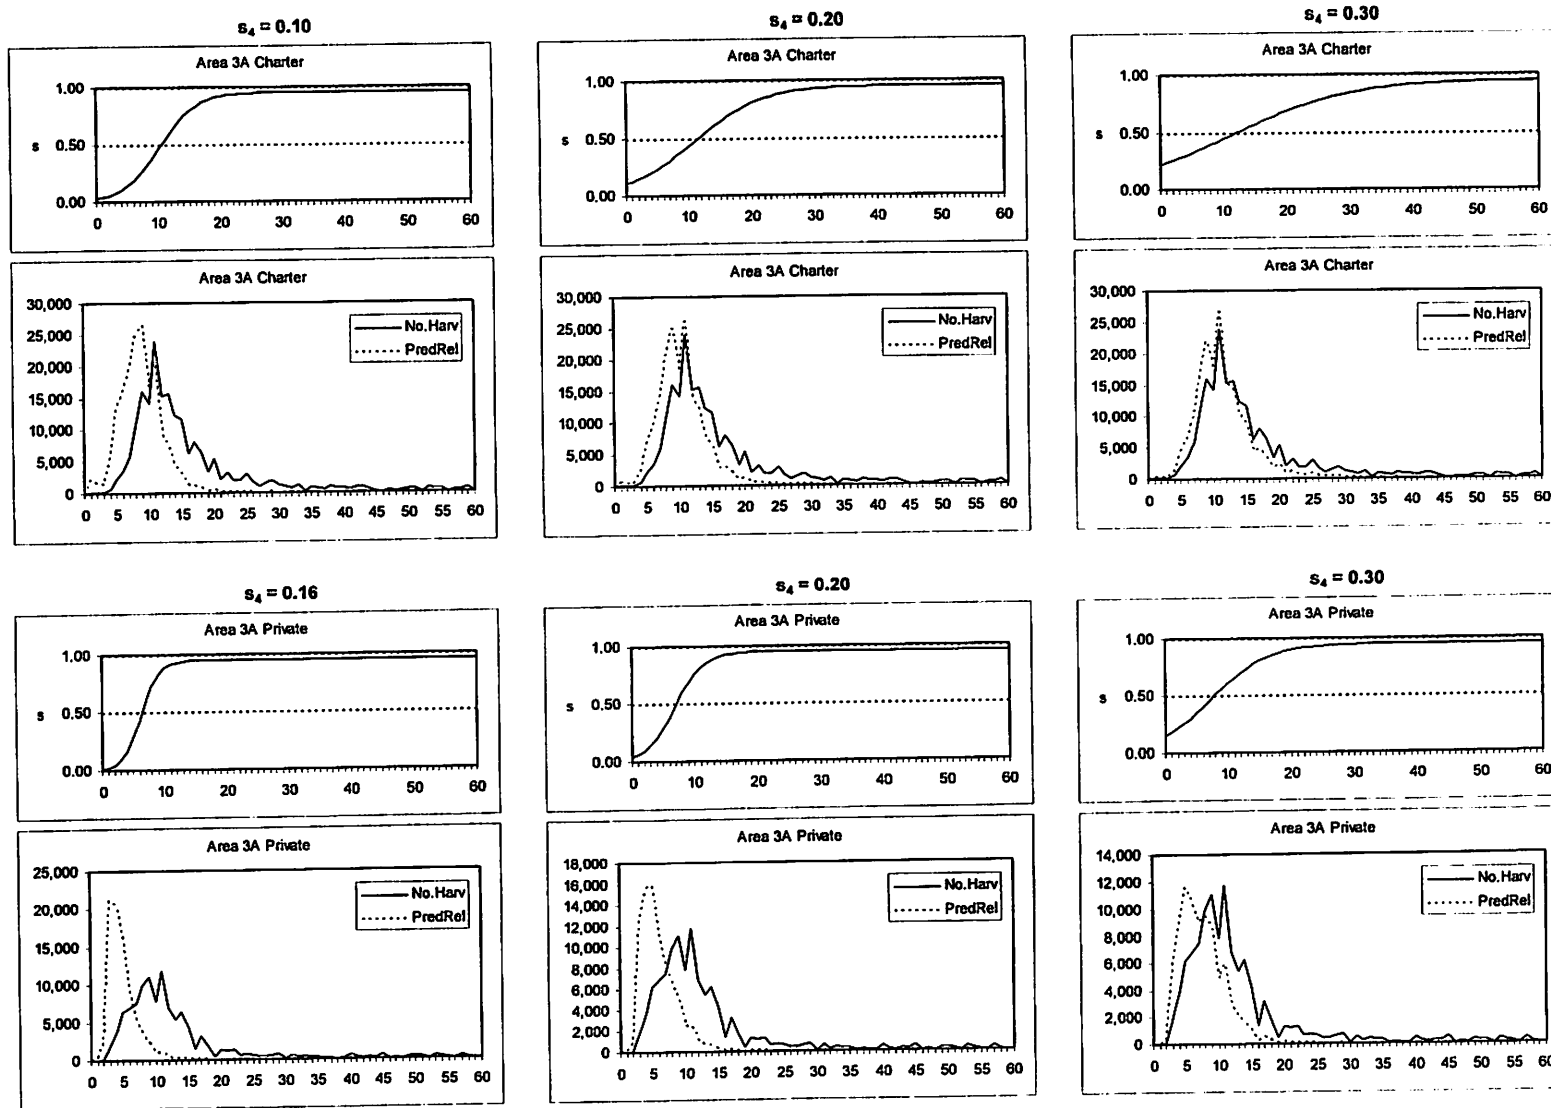 s₄ = 0.10
s₄ = 0.20
s₄ = 0.30
Area 3A Charter
1.00
s 0.50
0.00
0 10 20 30 40 50 60
Area 3A Charter
1.00
s 0.50
0.00
0 10 20 30 40 50 60
Area 3A Charter
1.00
s 0.50
0.00
0 10 20 30 40 50 60
Area 3A Charter
30,000
25,000
20,000
15,000
10,000
5,000
0
No.Harv
PredRel
0 5 10 15 20 25 30 35 40 45 50 55 60
Area 3A Charter
30,000
25,000
20,000
15,000
10,000
5,000
0
No.Harv
PredRel
0 5 10 15 20 25 30 35 40 45 50 55 60
Area 3A Charter
30,000
25,000
20,000
15,000
10,000
5,000
0
No.Harv
PredRel
0 5 10 15 20 25 30 35 40 45 50 55 60
s₄ = 0.16
s₄ = 0.20
s₄ = 0.30
Area 3A Private
1.00
s 0.50
0.00
0 10 20 30 40 50 60
Area 3A Private
1.00
s 0.50
0.00
0 10 20 30 40 50 60
Area 3A Private
1.00
s 0.50
0.00
0 10 20 30 40 50 60
Area 3A Private
25,000
20,000
15,000
10,000
5,000
0
No.Harv
PredRel
0 5 10 15 20 25 30 35 40 45 50 55 60
Area 3A Private
18,000
16,000
14,000
12,000
10,000
8,000
6,000
4,000
2,000
0
No.Harv
PredRel
0 5 10 15 20 25 30 35 40 45 50 55 60
Area 3A Private
14,000
12,000
10,000
8,000
6,000
4,000
2,000
0
No.Harv
PredRel
0 5 10 15 20 25 30 35 40 45 50 55 60